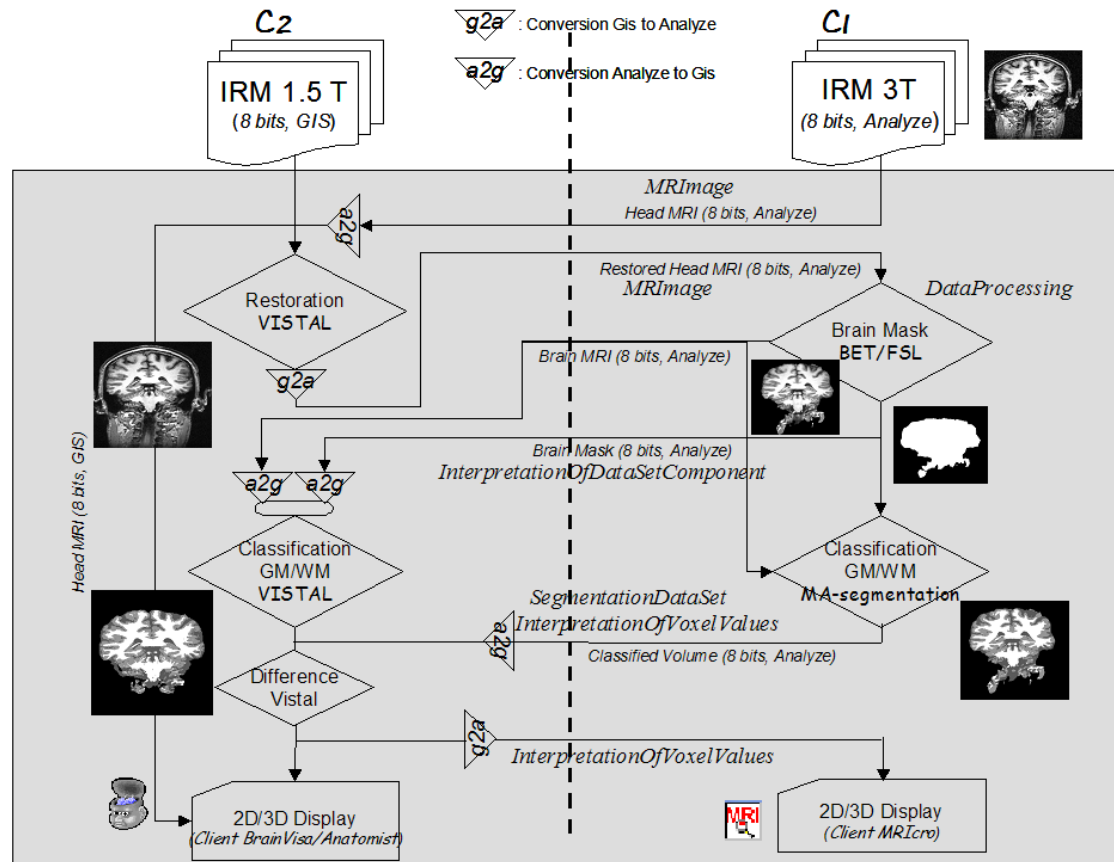 C2
g2a : Conversion Gis to Analyze
C1
a2g : Conversion Analyze to Gis
IRM 1.5 T
(8 bits, GIS)
IRM 3T
(8 bits, Analyze)
MRImage
Head MRI (8 bits, Analyze)
a2g
Restored Head MRI (8 bits, Analyze)
MRImage
DataProcessing
Restoration
VISTAL
Brain Mask
BET/FSL
Brain MRI (8 bits, Analyze)
g2a
Head MRI (8 bits, GIS)
Brain Mask (8 bits, Analyze)
InterpretationOfDataSetComponent
a2g
a2g
Classification
GM/WM
VISTAL
Classification
GM/WM
MA-segmentation
SegmentationDataSet
InterpretationOfVoxelValues
a2g
Classified Volume (8 bits, Analyze)
Difference
Vistal
g2a
InterpretationOfVoxelValues
2D/3D Display
(Client BrainVisa/Anatomist)
MRI
2D/3D Display
(Client MRIcro)